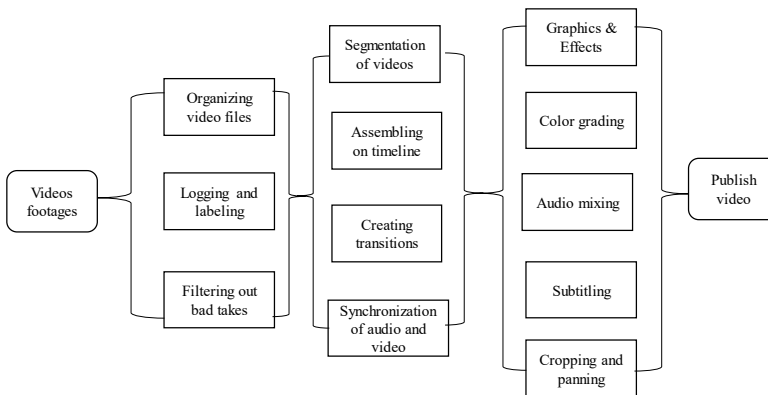 Videos
footages
Organizing
video files
Logging and
labeling
Filtering out
bad takes
Segmentation
of videos
Assembling
on timeline
Creating
transitions
Synchronization
of audio and
video
Graphics &
Effects
Color grading
Audio mixing
Subtitling
Cropping and
panning
Publish
video